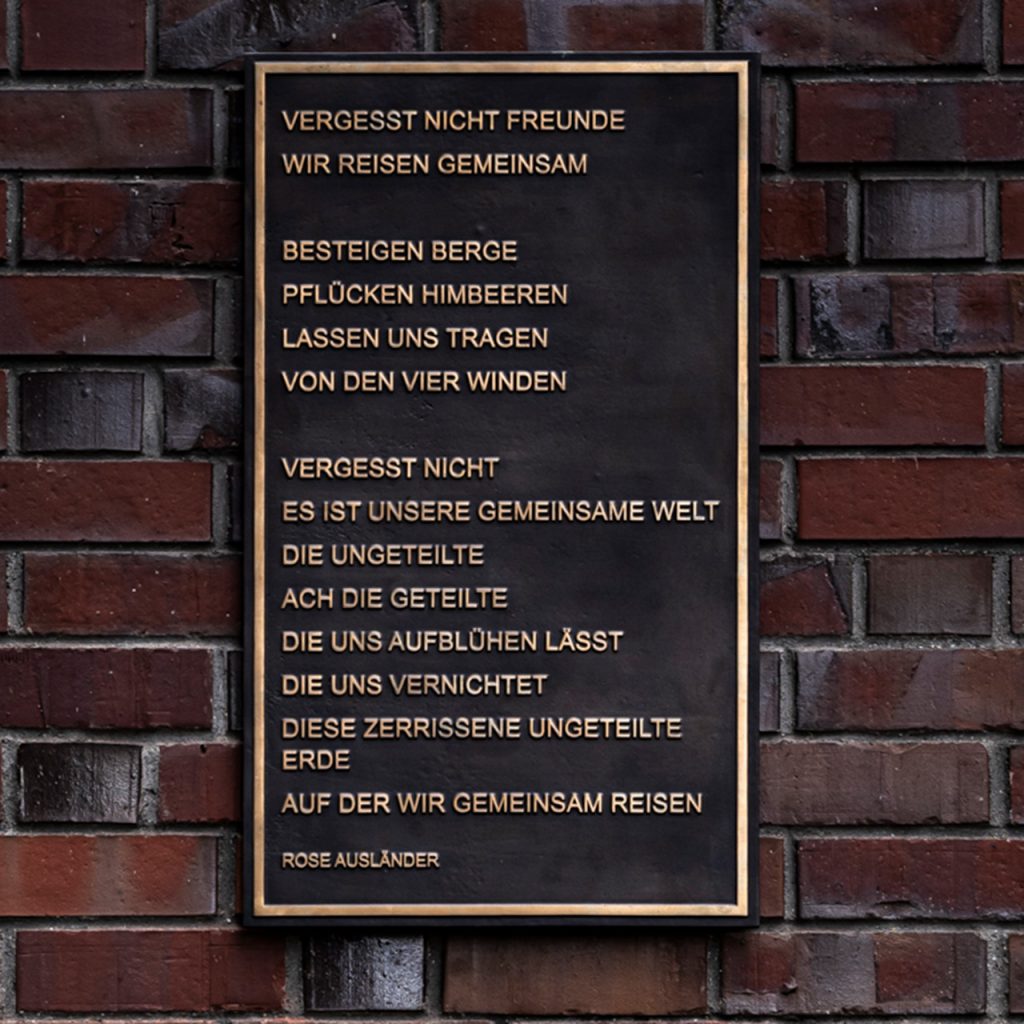 VERGESST NICHT FREUNDE
WIR REISEN GEMEINSAM
BESTEIGEN BERGE
PFLÜCKEN HIMBEEREN
LASSEN UNS TRAGEN
VON DEN VIER WINDEN
VERGESST NICHT
ES IST UNSERE GEMEINSAME WELT
DIE UNGETEILTE
ACH DIE GETEILTE
DIE UNS AUFBLÜHEN LÄSST
DIE UNS VERNICHTET
DIESE ZERRISSENE UNGETEILTE
ERDE
AUF DER WIR GEMEINSAM REISEN
ROSE AUSLÄNDER